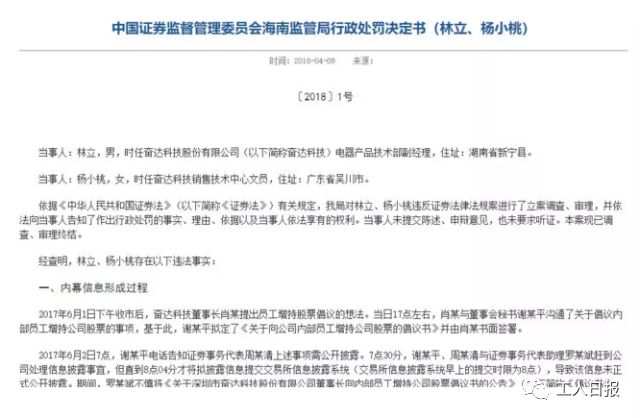 中国证券监督管理委员会海南监管局行政处罚决定书（林立、杨小桃）
时间：2018-04-09 来源：
〔2018〕1号
当事人：林立，男，时任奋达科技股份有限公司（以下简称奋达科技）电器产品技术部副经理，住址：湖南省新宁县。
当事人：杨小桃，女，时任奋达科技销售技术中心文员，住址：广东省吴川市。
依据《中华人民共和国证券法》（以下简称《证券法》）有关规定，我局对林立、杨小桃违反证券法律法规案进行了立案调查、审理，并依
法向当事人告知了作出行政处罚的事实、理由、依据以及当事人依法享有的权利。当事人未提交陈述、申辩意见，也未要求听证。本案现已调
查、审理终结。
经查明，林立、杨小桃存在以下违法事实：
一、内幕信息形成过程
2017年6月1日下午收市后，奋达科技董事长肖某提出员工增持股票倡议的想法。当日17点左右，肖某与董事会秘书谢某平沟通了关于倡议内
部员工增持公司股票的事项，基于此，谢某平拟定了《关于向公司内部员工增持公司股票的倡议书》并由肖某书面签署。
2017年6月2日7点，谢某平电话告知证券事务代表周某清上述事项需公开披露。7点30分，谢某平、周某清与证券事务代表助理罗某斌赶到公
司处理信息披露事宜，但直到8点04分才将拟披露信息提交交易所信息披露系统（交易所信息披露系统早上的提交时限为8点），导致该信息未正
式公开披露。期间，罗某斌不慎将《关于深圳市奋达科技股份有限公司董事长向内部员工增持公司股票的倡议书的公告》（以下简称《倡议
工人日报